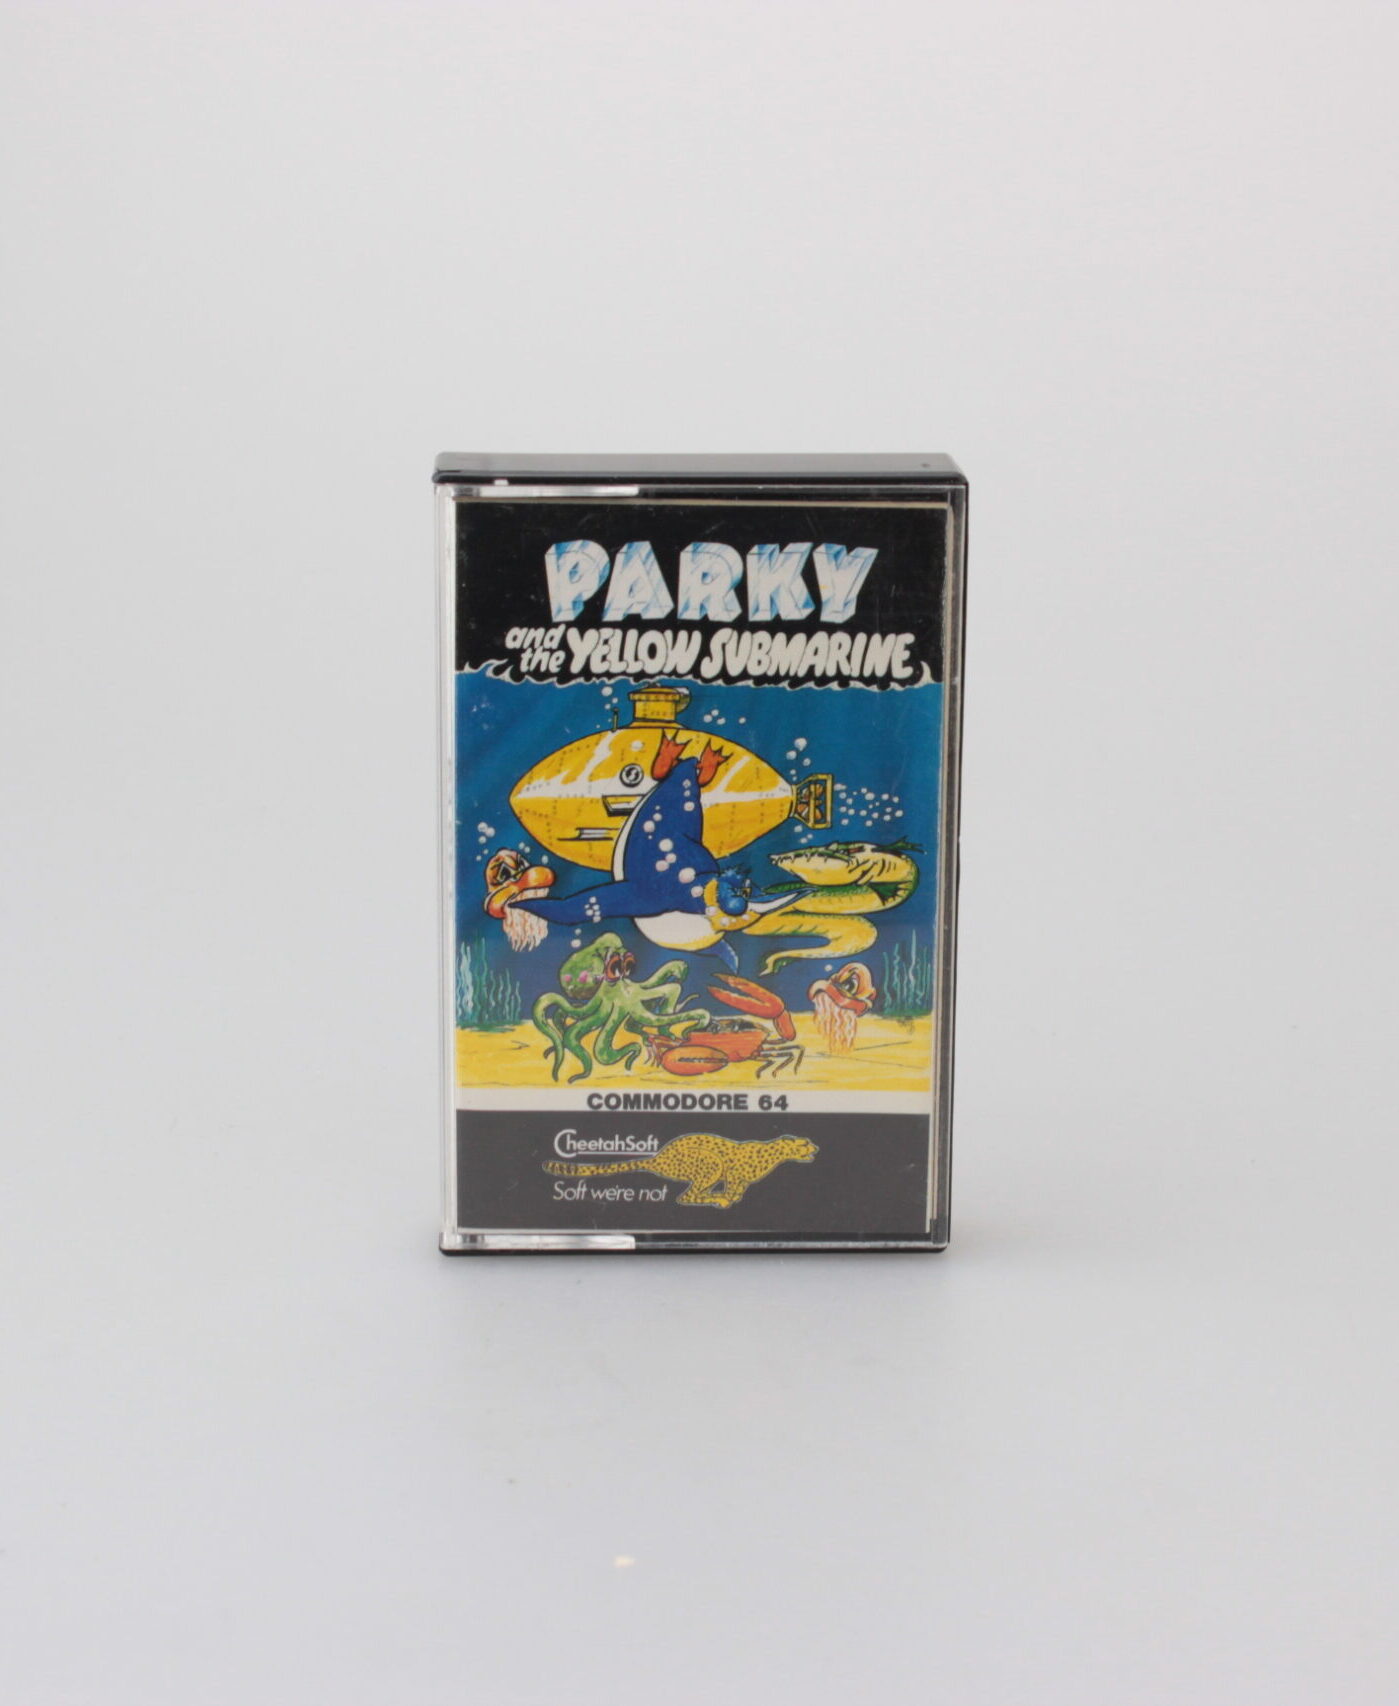 PARKY
and the YELLOW SUBMARINE
COMMODORE 64
CheetahSoft
Soft we're not